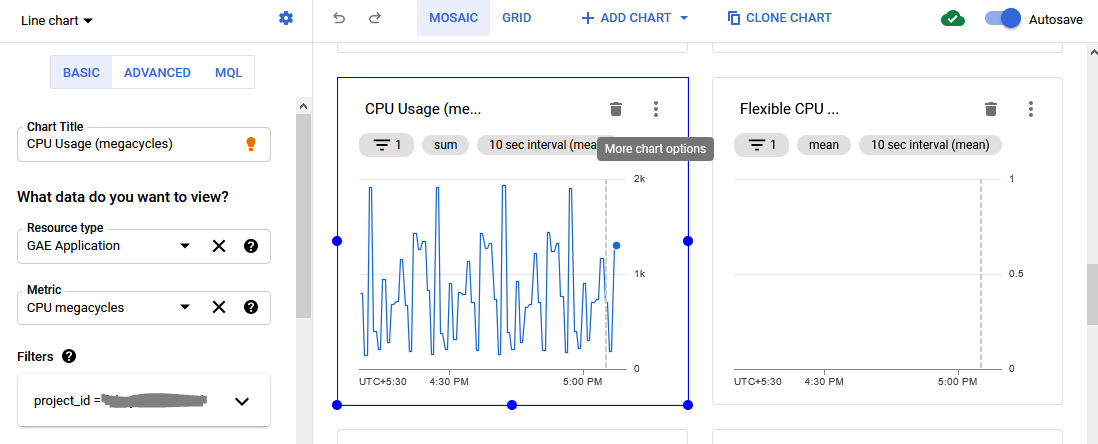 Line chart
MOSAIC
GRID
ADD CHART
CLONE CHART
Autosave
BASIC
ADVANCED
MQL
Chart Title
CPU Usage (megacycles)
What data do you want to view?
Resource type
GAE Application
Metric
CPU megacycles
Filters
project_id =
CPU Usage (me...
1
sum
10 sec interval (mea
More chart options
2k
1k
0
UTC+5:30
4:30 PM
5:00 PM
Flexible CPU ...
1
mean
10 sec interval (mean)
1
0.5
0
UTC+5:30
4:30 PM
5:00 PM